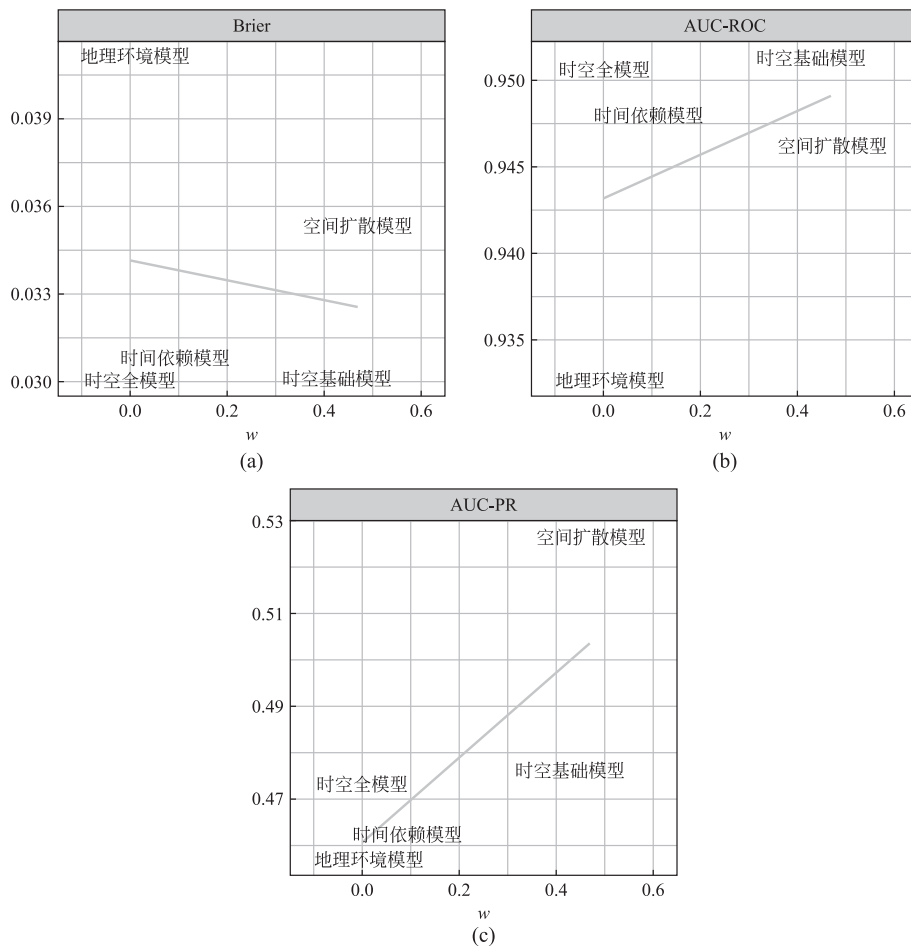 Brier
地理环境模型
0.039
0.036
空间扩散模型
0.033
时间依赖模型
0.030
时空全模型
时空基础模型
0.0
0.2
0.4
0.6
w
(a)
AUC-ROC
时空基础模型
0.950
时空全模型
时间依赖模型
空间扩散模型
0.945
0.940
0.935
地理环境模型
0.0
0.2
0.4
0.6
w
(b)
AUC-PR
0.53
空间扩散模型
0.51
0.49
时空基础模型
时空全模型
0.47
时间依赖模型
地理环境模型
0.0
0.2
0.4
0.6
w
(c)